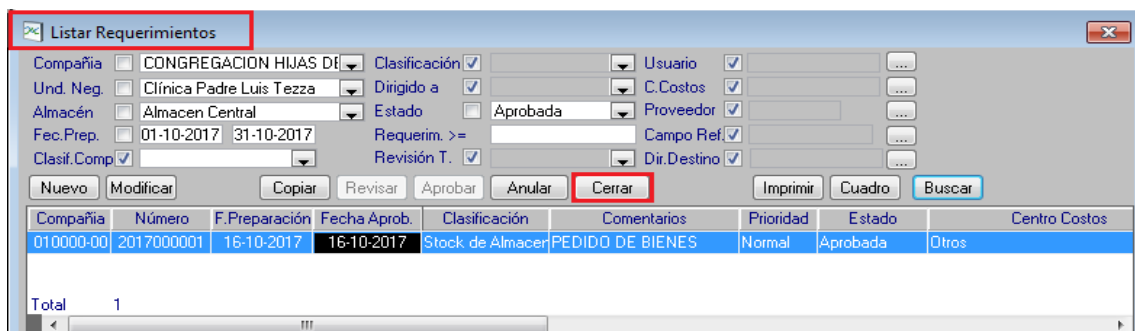 Listar Requerimientos
Compañia CONGREGACION HIJAS DE Clasificación Usuario ...
Und. Neg. Clínica Padre Luis Tezza Dirigido a C.Costos ...
Almacén Almacen Central Estado Aprobada Proveedor ...
Fec.Prep. 01-10-2017 31-10-2017 Requerim. >= Campo Ref. ...
Clasif.Comp Revisión T. Dir.Destino ...
Nuevo Modificar Copiar Revisar Aprobar Anular Cerrar Imprimir Cuadro Buscar
Compañia Número F.Preparación Fecha Aprob. Clasificación Comentarios Prioridad Estado Centro Costos
010000-00 2017000001 16-10-2017 16-10-2017 Stock de Almacen PEDIDO DE BIENES Normal Aprobada Otros
Total 1